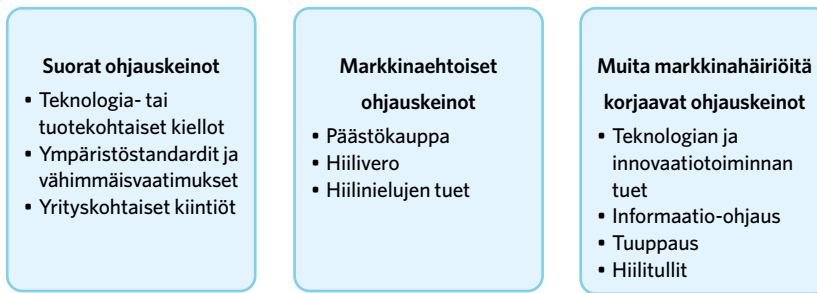 Suorat ohjauskeinot
• Teknologia- tai
tuotekohtaiset kiellot
• Ympäristöstandardit ja
vähimmäisvaatimukset
• Yrityskohtaiset kiintiöt
Markkinaehtoiset
ohjauskeinot
• Päästökauppa
• Hiilivero
• Hiilinielujen tuet
Muita markkinahäiriöitä
korjaavat ohjauskeinot
• Teknologian ja
innovaatiotoiminnan
tuet
• Informaatio-ohjaus
• Tuuppaus
• Hiilitullit